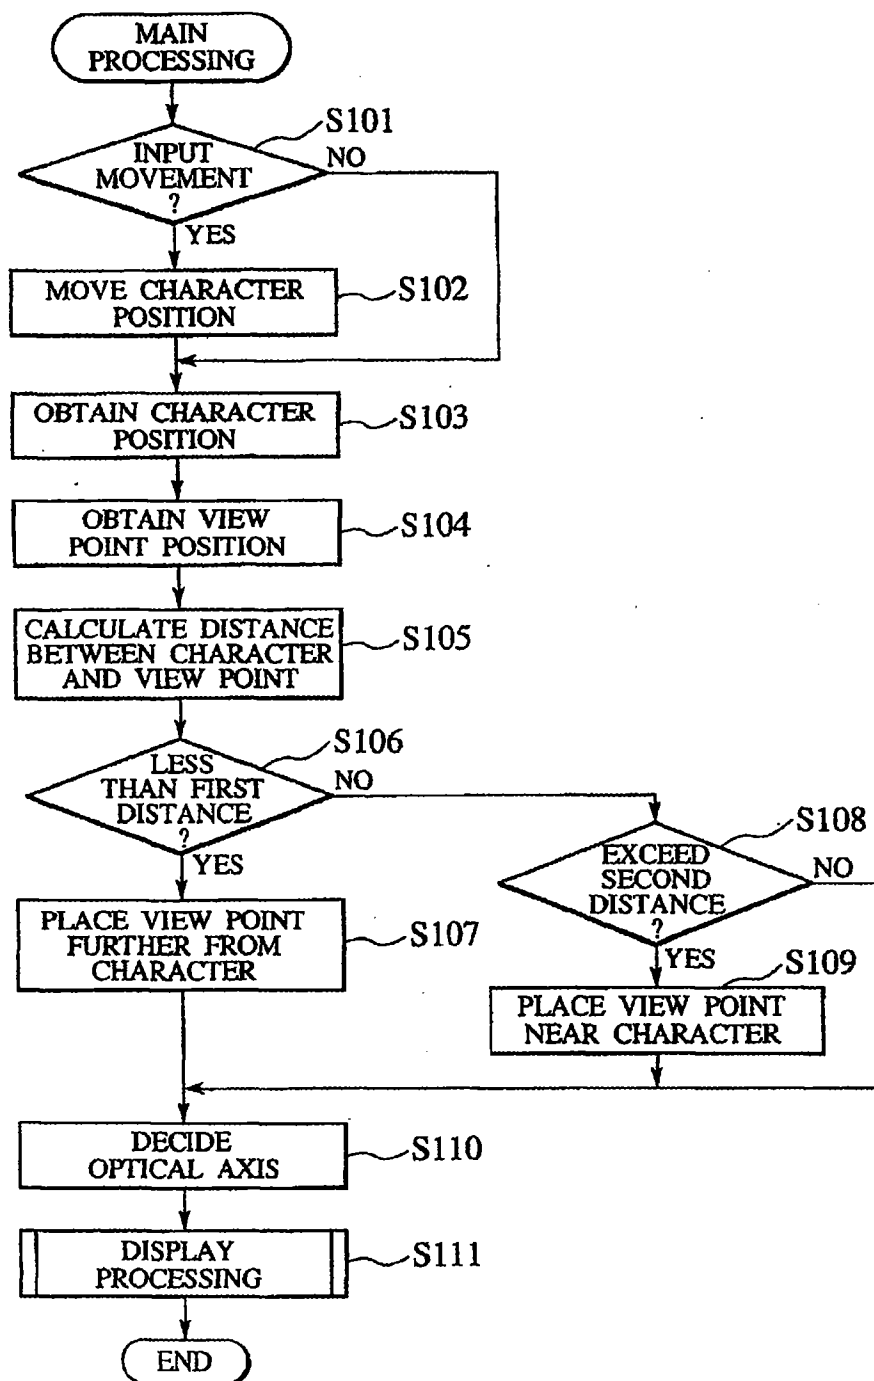 MAIN
PROCESSING
S101
INPUT
MOVEMENT
?
NO
YES
MOVE CHARACTER
POSITION
S102
OBTAIN CHARACTER
POSITION
S103
OBTAIN VIEW
POINT POSITION
S104
CALCULATE DISTANCE
BETWEEN CHARACTER
AND VIEW POINT
S105
S106
LESS
THAN FIRST
DISTANCE
?
NO
YES
S108
EXCEED
SECOND
DISTANCE
?
NO
YES
PLACE VIEW POINT
FURTHER FROM
CHARACTER
S107
S109
PLACE VIEW POINT
NEAR CHARACTER
DECIDE
OPTICAL AXIS
S110
DISPLAY
PROCESSING
S111
END